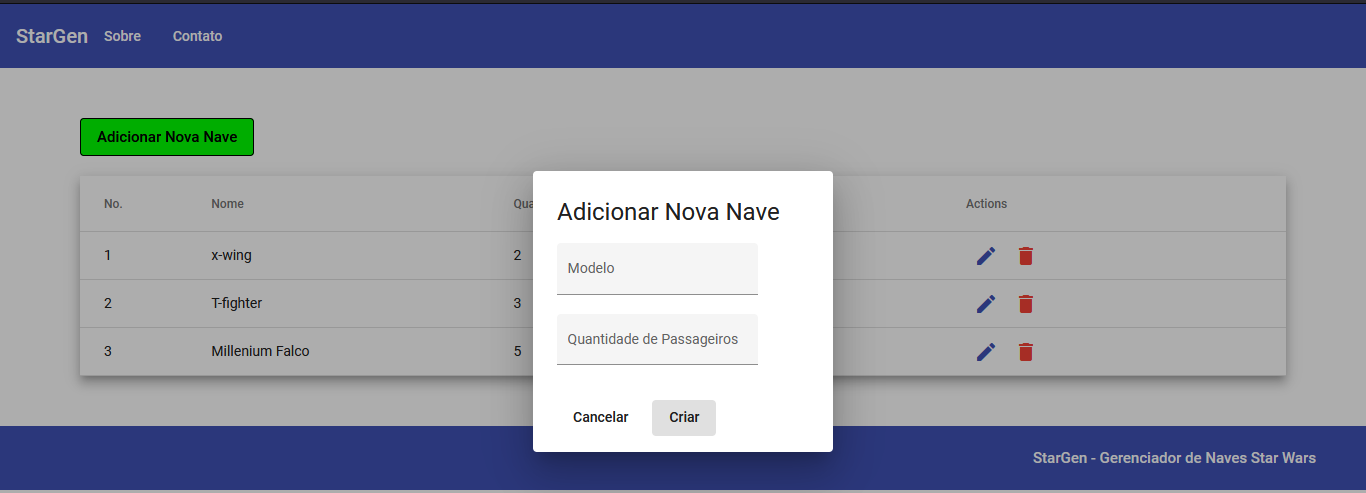 StarGen Sobre Contato
Adicionar Nova Nave
No. Nome Qua Actions
1 x-wing 2
2 T-fighter 3
3 Millenium Falco 5
Adicionar Nova Nave
Modelo
Quantidade de Passageiros
Cancelar Criar
StarGen - Gerenciador de Naves Star Wars